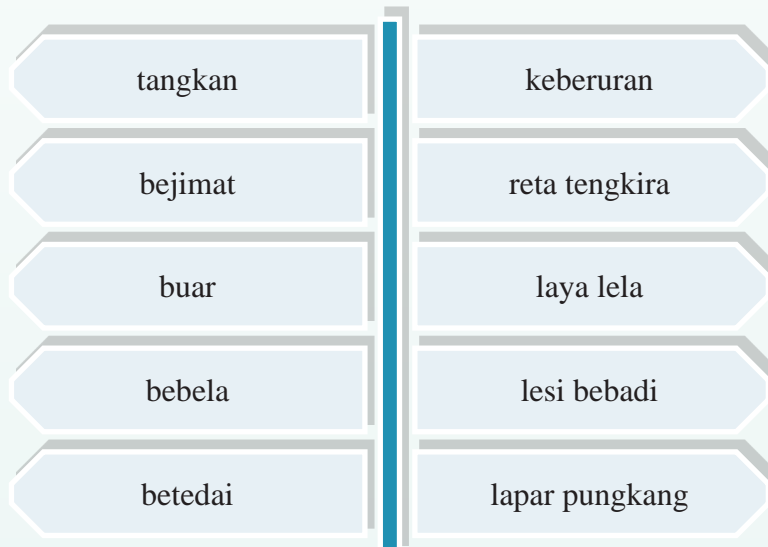 tangkan
keberuran
bejimat
reta tengkira
buar
laya lela
bebela
lesi bebadi
betedai
lapar pungkang